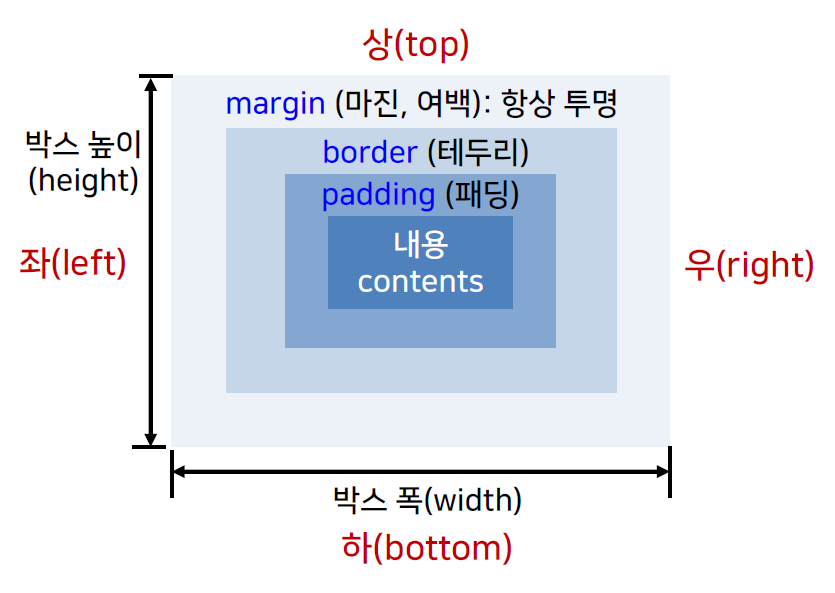 상(top)
margin (마진, 여백): 항상 투명
박스 높이
(height)
border (테두리)
padding (패딩)
내용
contents
좌(left)
우(right)
박스 폭(width)
하(bottom)